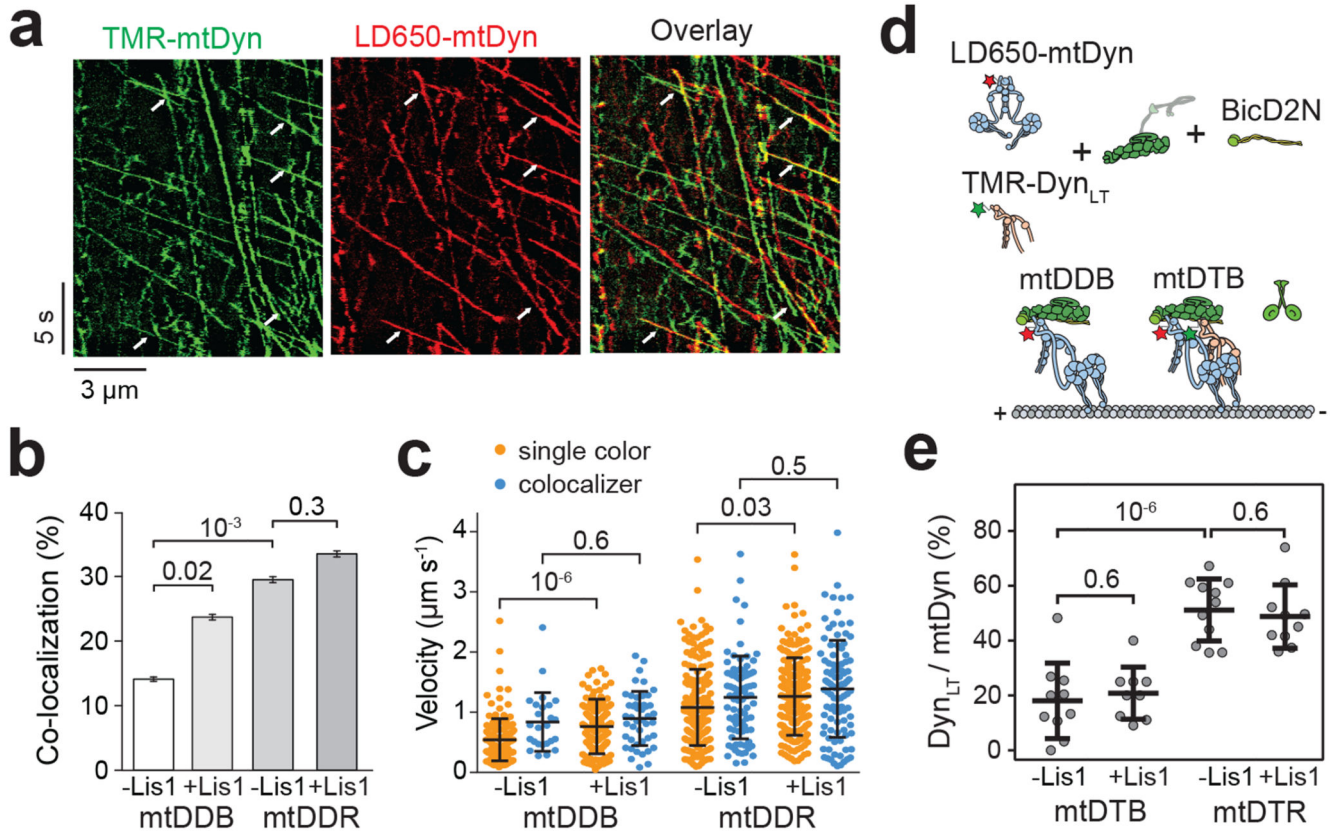 a
TMR-mtDyn
LD650-mtDyn
Overlay
5 s
3 µm
d
LD650-mtDyn
BicD2N
+
+
TMR-DynLT
mtDDB
mtDTB
+
-
b
Co-localization (%)
40
30
20
10
0
10-3
0.3
0.02
-Lis1 +Lis1 -Lis1 +Lis1
mtDDB mtDDR
c
single color
colocalizer
Velocity (µm s-1)
4
3
2
1
0
0.5
0.03
0.6
10-6
-Lis1 +Lis1 -Lis1 +Lis1
mtDDB mtDDR
e
DynLT / mtDyn (%)
80
60
40
20
0
10-6
0.6
0.6
-Lis1 +Lis1 -Lis1 +Lis1
mtDTB mtDTR